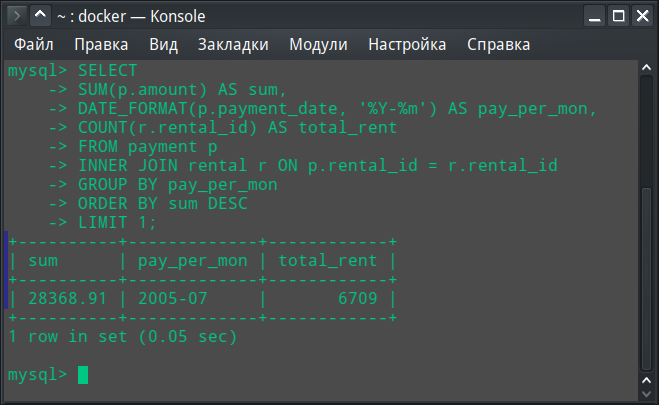 ~ : docker — Konsole
Файл Правка Вид Закладки Модули Настройка Справка
mysql> SELECT
    -> SUM(p.amount) AS sum,
    -> DATE_FORMAT(p.payment_date, '%Y-%m') AS pay_per_mon,
    -> COUNT(r.rental_id) AS total_rent
    -> FROM payment p
    -> INNER JOIN rental r ON p.rental_id = r.rental_id
    -> GROUP BY pay_per_mon
    -> ORDER BY sum DESC
    -> LIMIT 1;
+----------+-------------+------------+
| sum      | pay_per_mon | total_rent |
+----------+-------------+------------+
| 28368.91 | 2005-07     |       6709 |
+----------+-------------+------------+
1 row in set (0.05 sec)
mysql>